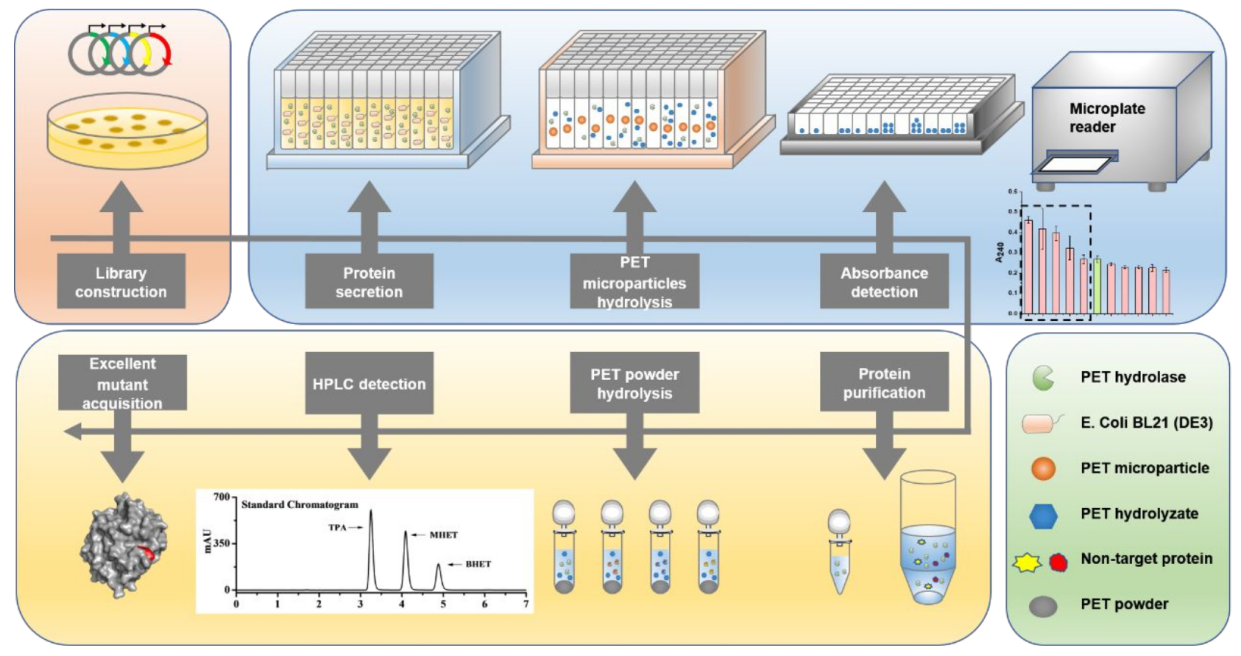 Microplate
reader
Library
construction
Protein
secretion
PET
microparticles
hydrolysis
Absorbance
detection
A240
0.6
0.5
0.4
0.3
0.2
0.1
0.0
Excellent
mutant
acquisition
HPLC detection
PET powder
hydrolysis
Protein
purification
Standard Chromatogram
mAU
700
350
0
TPA
MHET
BHET
0 1 2 3 4 5 6 7
PET hydrolase
E. Coli BL21 (DE3)
PET microparticle
PET hydrolyzate
Non-target protein
PET powder